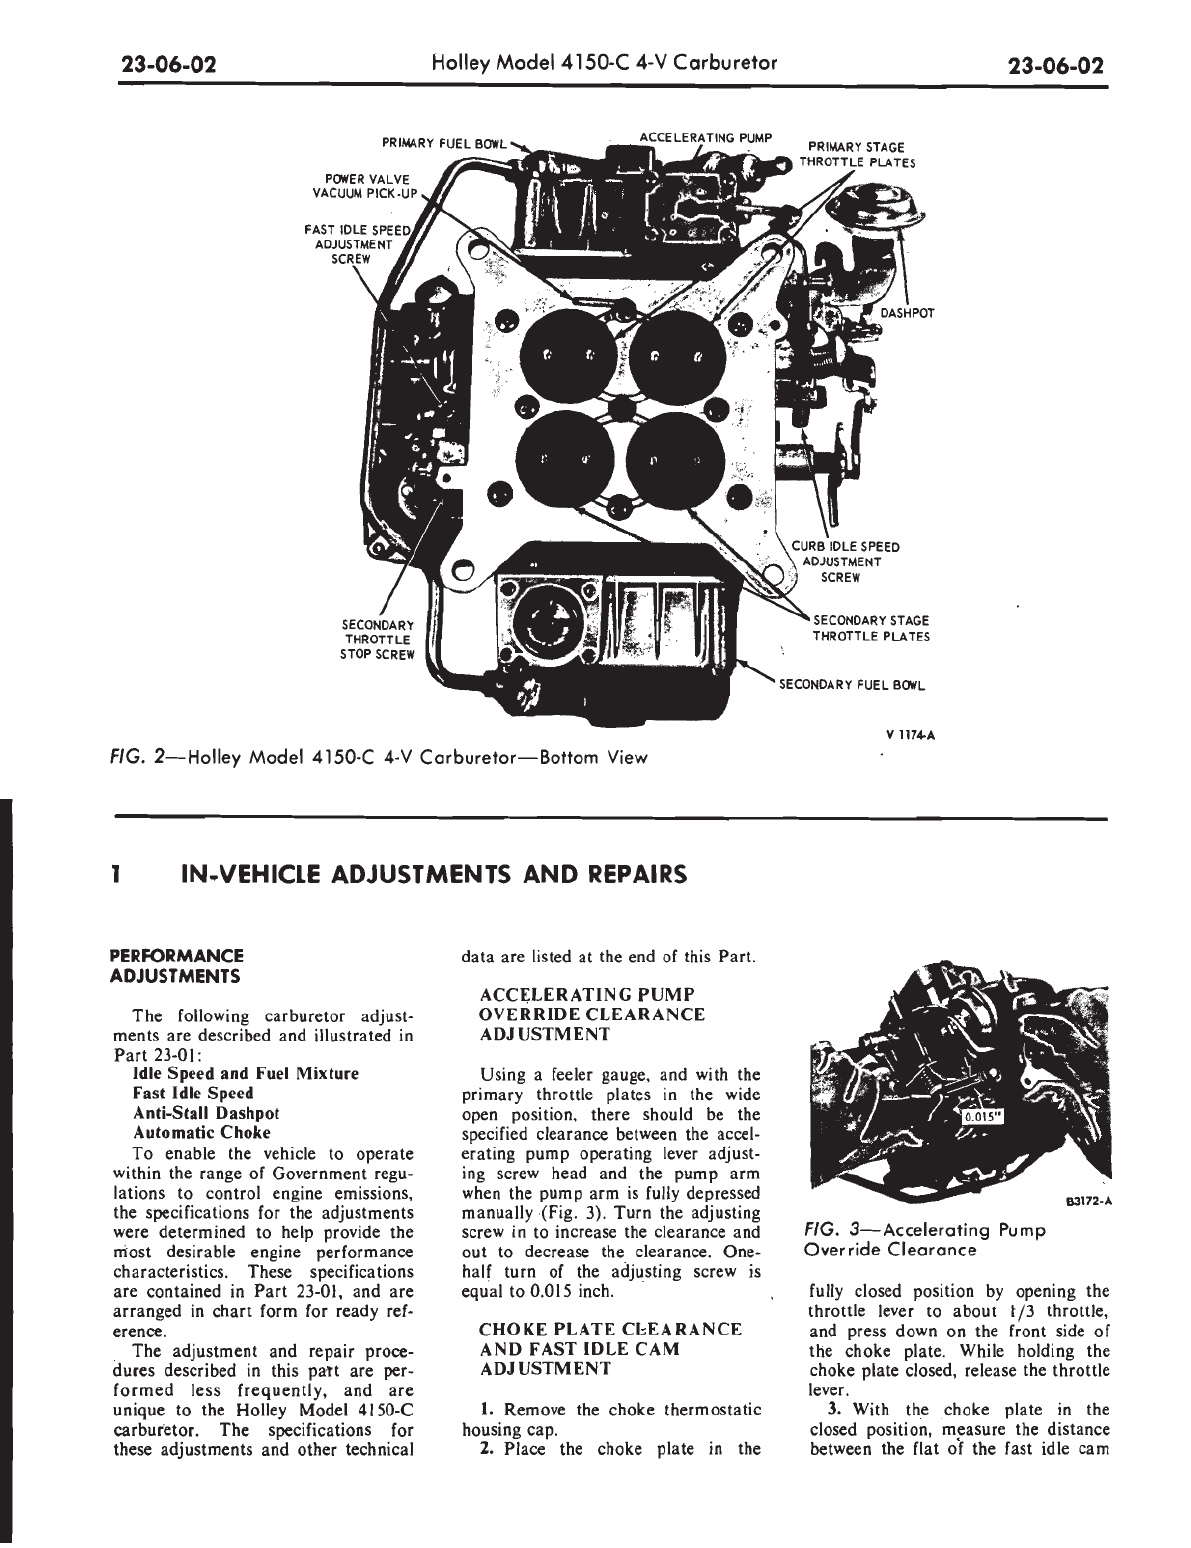 23-06-02
Holley Model 4150-C 4-V Carburetor
23-06-02
PRIMARY FUEL BOWL
ACCELERATING PUMP
PRIMARY STAGE
THROTTLE PLATES
POWER VALVE
VACUUM PICK-UP
FAST IDLE SPEED
ADJUSTMENT
SCREW
DASHPOT
CURB IDLE SPEED
ADJUSTMENT
SCREW
SECONDARY
THROTTLE
STOP SCREW
SECONDARY STAGE
THROTTLE PLATES
SECONDARY FUEL BOWL
V 1174-A
FIG. 2—Holley Model 4150-C 4-V Carburetor—Bottom View
1 IN-VEHICLE ADJUSTMENTS AND REPAIRS
PERFORMANCE
ADJUSTMENTS
The following carburetor adjust-
ments are described and illustrated in
Part 23-01:
Idle Speed and Fuel Mixture
Fast Idle Speed
Anti-Stall Dashpot
Automatic Choke
To enable the vehicle to operate
within the range of Government regu-
lations to control engine emissions,
the specifications for the adjustments
were determined to help provide the
most desirable engine performance
characteristics. These specifications
are contained in Part 23-01, and are
arranged in chart form for ready ref-
erence.
The adjustment and repair proce-
dures described in this part are per-
formed less frequently, and are
unique to the Holley Model 4150-C
carburetor. The specifications for
these adjustments and other technical
data are listed at the end of this Part.
ACCELERATING PUMP
OVERRIDE CLEARANCE
ADJUSTMENT
Using a feeler gauge, and with the
primary throttle plates in the wide
open position, there should be the
specified clearance between the accel-
erating pump operating lever adjust-
ing screw head and the pump arm
when the pump arm is fully depressed
manually (Fig. 3). Turn the adjusting
screw in to increase the clearance and
out to decrease the clearance. One-
half turn of the adjusting screw is
equal to 0.015 inch.
CHOKE PLATE CLEARANCE
AND FAST IDLE CAM
ADJUSTMENT
1. Remove the choke thermostatic
housing cap.
2. Place the choke plate in the
0.015"
B3172-A
FIG. 3—Accelerating Pump
Override Clearance
fully closed position by opening the
throttle lever to about 1/3 throttle,
and press down on the front side of
the choke plate. While holding the
choke plate closed, release the throttle
lever.
3. With the choke plate in the
closed position, measure the distance
between the flat of the fast idle cam